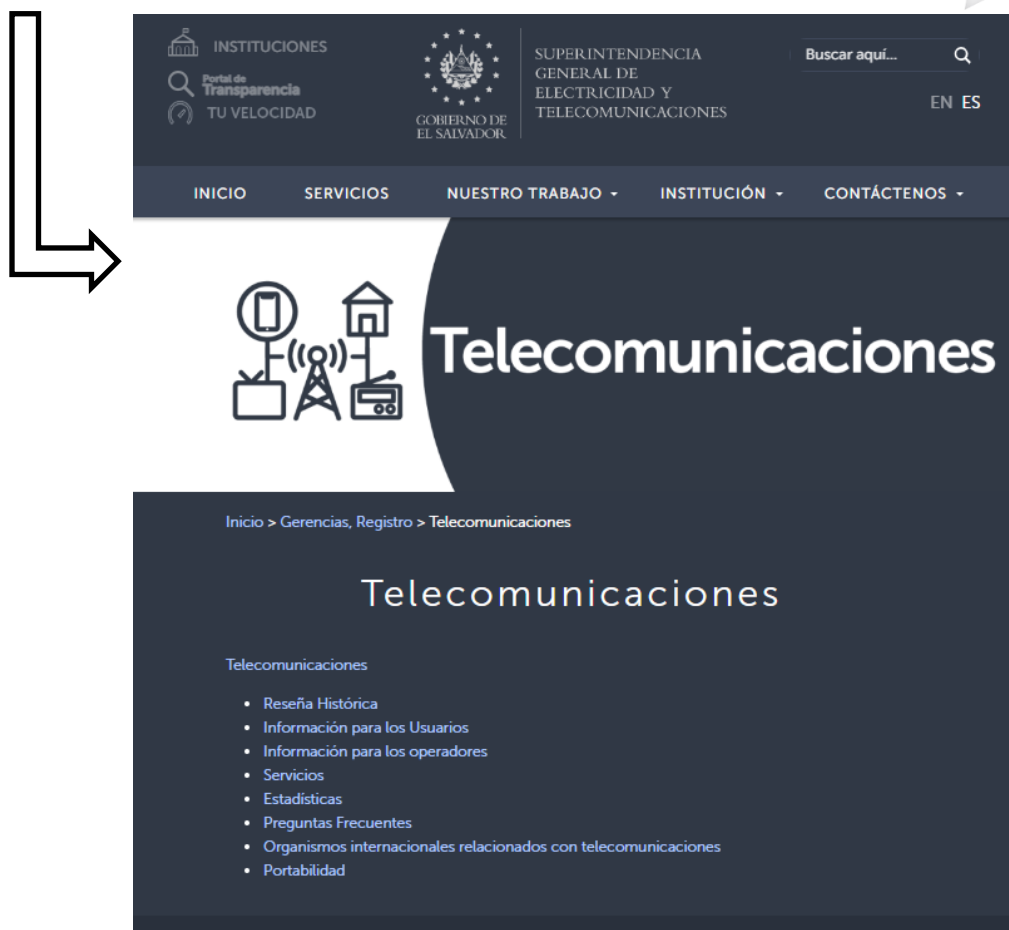 INSTITUCIONES
Portal de
Transparencia
TU VELOCIDAD
GOBIERNO DE
EL SALVADOR
SUPERINTENDENCIA
GENERAL DE
ELECTRICIDAD Y
TELECOMUNICACIONES
Buscar aquí...
EN ES
INICIO SERVICIOS NUESTRO TRABAJO INSTITUCIÓN CONTÁCTENOS
Telecomunicaciones
Inicio > Gerencias, Registro > Telecomunicaciones
Telecomunicaciones
Telecomunicaciones
• Reseña Histórica
• Información para los Usuarios
• Información para los operadores
• Servicios
• Estadísticas
• Preguntas Frecuentes
• Organismos internacionales relacionados con telecomunicaciones
• Portabilidad